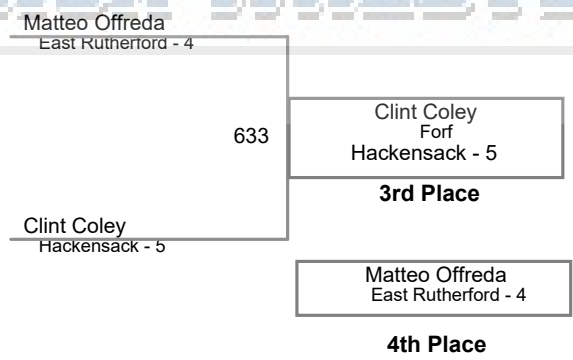 Matteo Offreda
East Rutherford - 4
633
Clint Coley
Forf
Hackensack - 5
3rd Place
Clint Coley
Hackensack - 5
Matteo Offreda
East Rutherford - 4
4th Place